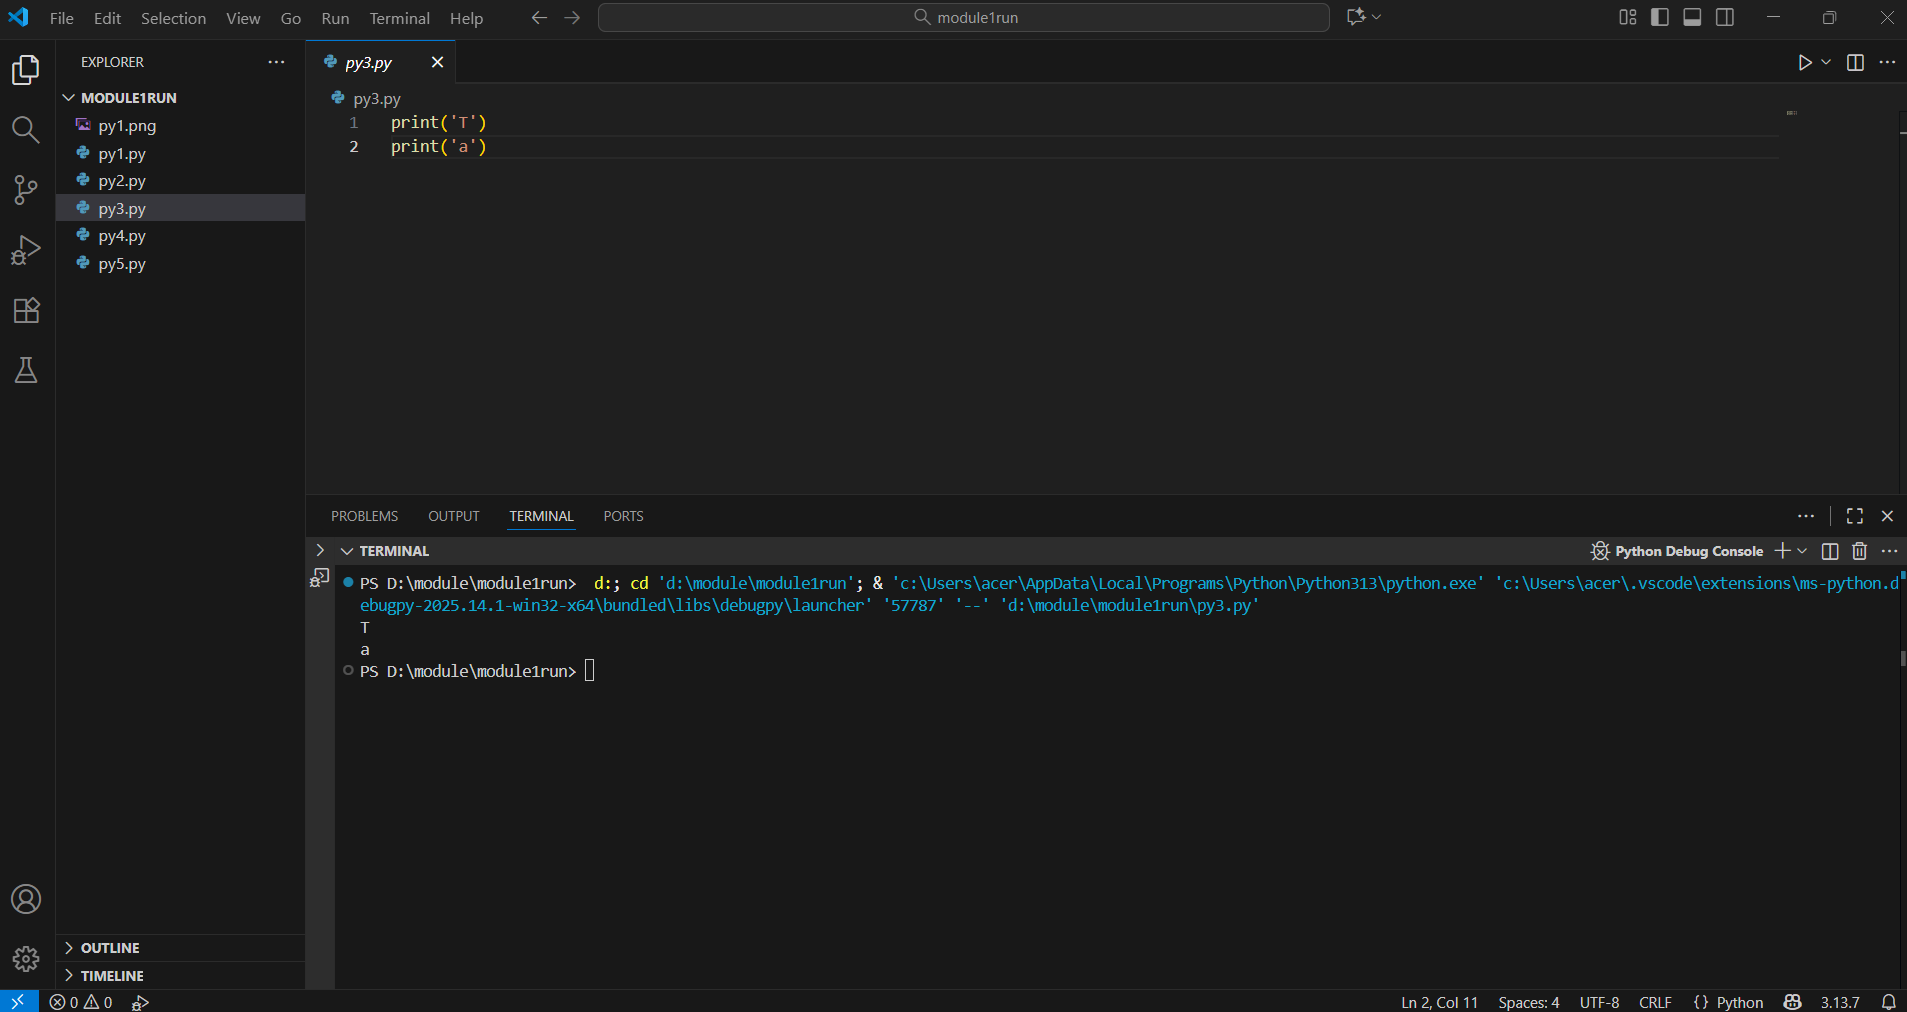 File Edit Selection View Go Run Terminal Help module1run
EXPLORER
MODULE1RUN
py1.png
py1.py
py2.py
py3.py
py4.py
py5.py
OUTLINE
TIMELINE
py3.py
py3.py
1 print('T')
2 print('a')
PROBLEMS OUTPUT TERMINAL PORTS
TERMINAL Python Debug Console
PS D:\module\module1run>  d:; cd 'd:\module\module1run'; & 'c:\Users\acer\AppData\Local\Programs\Python\Python313\python.exe' 'c:\Users\acer\.vscode\extensions\ms-python.d
ebugpy-2025.14.1-win32-x64\bundled\libs\debugpy\launcher' '57787' '--' 'd:\module\module1run\py3.py'
T
a
PS D:\module\module1run>
0 0 Ln 2, Col 11 Spaces: 4 UTF-8 CRLF {} Python 3.13.7